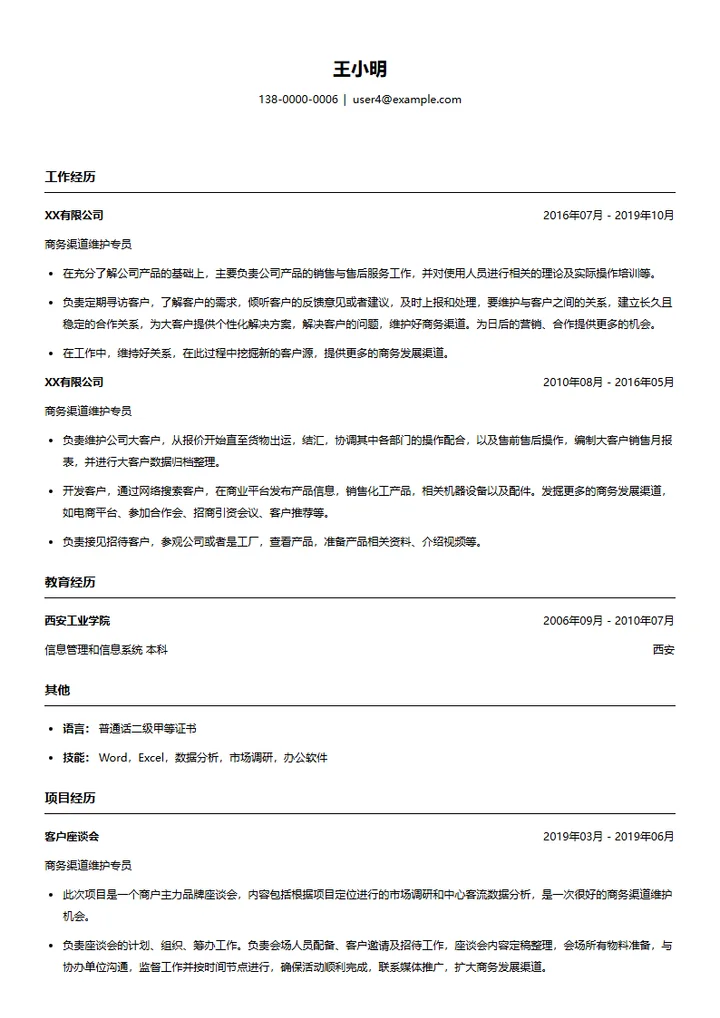 王小明
138-0000-0006 | user4@example.com
工作经历
XX有限公司 2016年07月 - 2019年10月
商务渠道维护专员
• 在充分了解公司产品的基础上，主要负责公司产品的销售与售后服务工作，并对使用人员进行相关的理论及实际操作培训等。
• 负责定期寻访客户，了解客户的需求，倾听客户的反馈意见或者建议，及时上报和处理，要维护与客户之间的关系，建立长久且
稳定的合作关系，为大客户提供个性化解决方案，解决客户的问题，维护好商务渠道。为日后的营销、合作提供更多的机会。
• 在工作中，维持好关系，在此过程中挖掘新的客户源，提供更多的商务发展渠道。
XX有限公司 2010年08月 - 2016年05月
商务渠道维护专员
• 负责维护公司大客户，从报价开始直至货物出运，结汇，协调其中各部门的操作配合，以及售前售后操作，编制大客户销售月报
表，并进行大客户数据归档整理。
• 开发客户，通过网络搜索客户，在商业平台发布产品信息，销售化工产品，相关机器设备以及配件。发掘更多的商务发展渠道，
如电商平台、参加合作会、招商引资会议、客户推荐等。
• 负责接见招待客户，参观公司或者是工厂，查看产品，准备产品相关资料、介绍视频等。
教育经历
西安工业学院 2006年09月 - 2010年07月
信息管理和信息系统 本科 西安
其他
• 语言： 普通话二级甲等证书
• 技能： Word，Excel，数据分析，市场调研，办公软件
项目经历
客户座谈会 2019年03月 - 2019年06月
商务渠道维护专员
• 此次项目是一个商户主力品牌座谈会，内容包括根据项目定位进行的市场调研和中心客流数据分析，是一次很好的商务渠道维护
机会。
• 负责座谈会的计划、组织、筹办工作。负责会场人员配备、客户邀请及招待工作，座谈会内容定稿整理，会场所有物料准备，与
协办单位沟通，监督工作并按时间节点进行，确保活动顺利完成，联系媒体推广，扩大商务发展渠道。